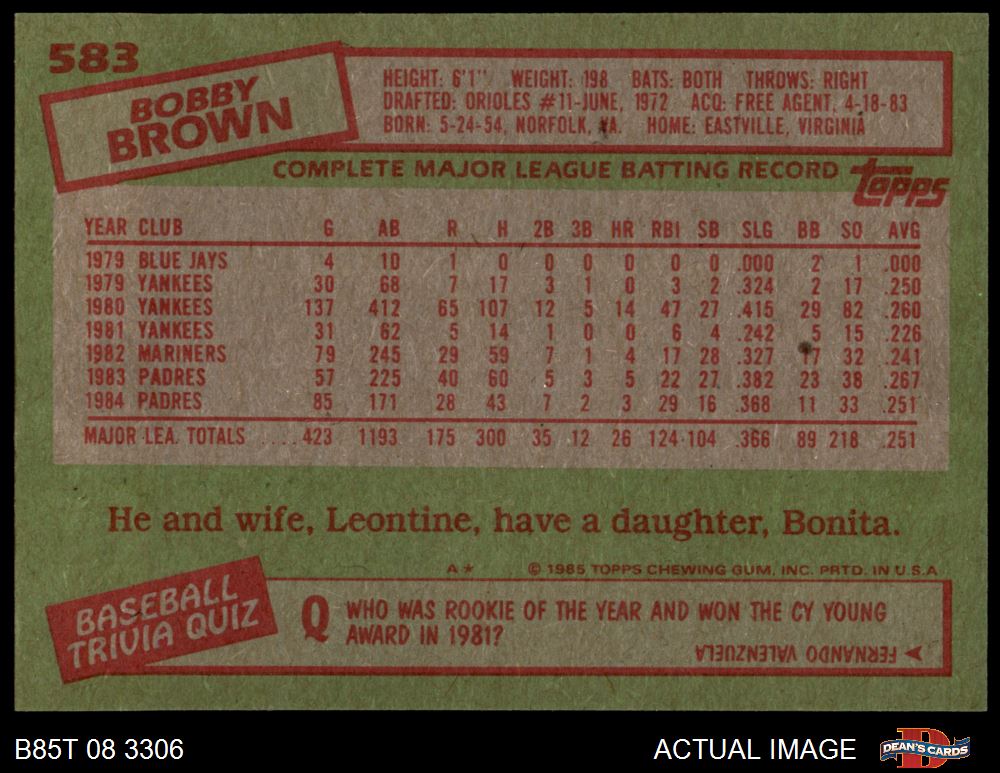 583
BOBBY
BROWN
HEIGHT: 6'1" WEIGHT: 198 BATS: BOTH THROWS: RIGHT
DRAFTED: ORIOLES #11-JUNE, 1972 ACQ: FREE AGENT, 4-18-83
BORN: 5-24-54, NORFOLK, VA. HOME: EASTVILLE, VIRGINIA
COMPLETE MAJOR LEAGUE BATTING RECORD
topps
YEAR CLUB G AB R H 2B 3B HR RBI SB SLG BB SO AVG
1979 BLUE JAYS 4 10 1 0 0 0 0 0 0 .000 2 1 .000
1979 YANKEES 30 68 7 17 3 1 0 3 2 .324 2 17 .250
1980 YANKEES 137 412 65 107 12 5 14 47 27 .415 29 82 .260
1981 YANKEES 31 62 5 14 1 0 0 6 4 .242 5 15 .226
1982 MARINERS 79 245 29 59 7 1 4 17 28 .327 17 32 .241
1983 PADRES 57 225 40 60 5 3 5 22 27 .382 23 38 .267
1984 PADRES 85 171 28 43 7 2 3 29 16 .368 11 33 .251
MAJOR LEA. TOTALS .... 423 1193 175 300 35 12 26 124 104 .366 89 218 .251
He and wife, Leontine, have a daughter, Bonita.
A* © 1985 TOPPS CHEWING GUM, INC. PRTD. IN U.S.A
BASEBALL
TRIVIA QUIZ
Q WHO WAS ROOKIE OF THE YEAR AND WON THE CY YOUNG
AWARD IN 1981?
FERNANDO VALENZUELA
B85T 08 3306
ACTUAL IMAGE
D
DEAN'S CARDS